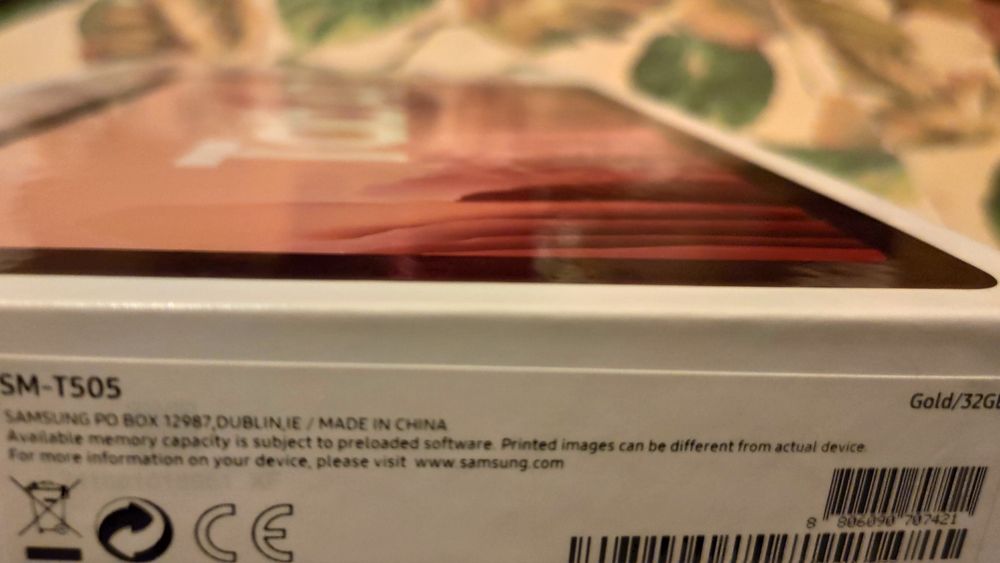 SM-T505
Gold/32GB
SAMSUNG PO BOX 12987,DUBLIN,IE / MADE IN CHINA
Available memory capacity is subject to preloaded software. Printed images can be different from actual device.
For more information on your device, please visit www.samsung.com
CE
8 806090 707421